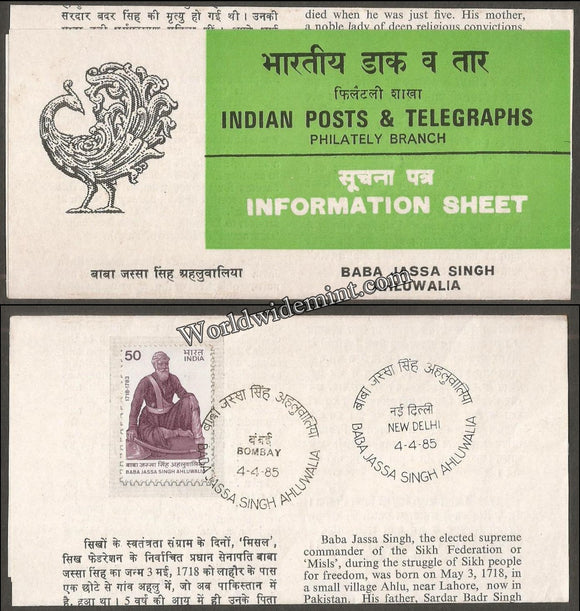 सरदार बदर सिंह की मृत्यु हो गई थी । उनकी
died when he was just five. His mother,
a noble lady of deep religious convictions
भारतीय डाक व तार
फिलैटली शाखा
INDIAN POSTS & TELEGRAPHS
PHILATELY BRANCH
सूचना पत्र
INFORMATION SHEET
बाबा जस्सा सिंह अहलुवालिया
BABA JASSA SINGH
AHLUWALIA
Worldwidemint.com
50
भारत
INDIA
1718-1783
बाबा जस्सा सिंह अहलुवालिया
BABA JASSA SINGH AHLUWALIA
बाबा जस्सा सिंह अहलुवालिया
बंबई
BOMBAY
4-4-85
BABA JASSA SINGH AHLUWALIA
बाबा जस्सा सिंह अहलुवालिया
नई दिल्ली
NEW DELHI
4-4-85
BABA JASSA SINGH AHLUWALIA
सिखों के स्वतंत्रता संग्राम के दिनों, 'मिसल',
सिख फेडरेशन के निर्वाचित प्रधान सेनापति बाबा
जस्सा सिंह का जन्म 3 मई, 1718 को लाहौर के पास
एक छोटे से गांव अहलु में, जो अब पाकिस्तान में
है, हुआ था । 5 वर्ष की आयु में ही उनके पिता
Baba Jassa Singh, the elected supreme
commander of the Sikh Federation or
'Misls', during the struggle of Sikh people
for freedom, was born on May 3, 1718, in
a small village Ahlu, near Lahore, now in
Pakistan. His father, Sardar Badr Singh